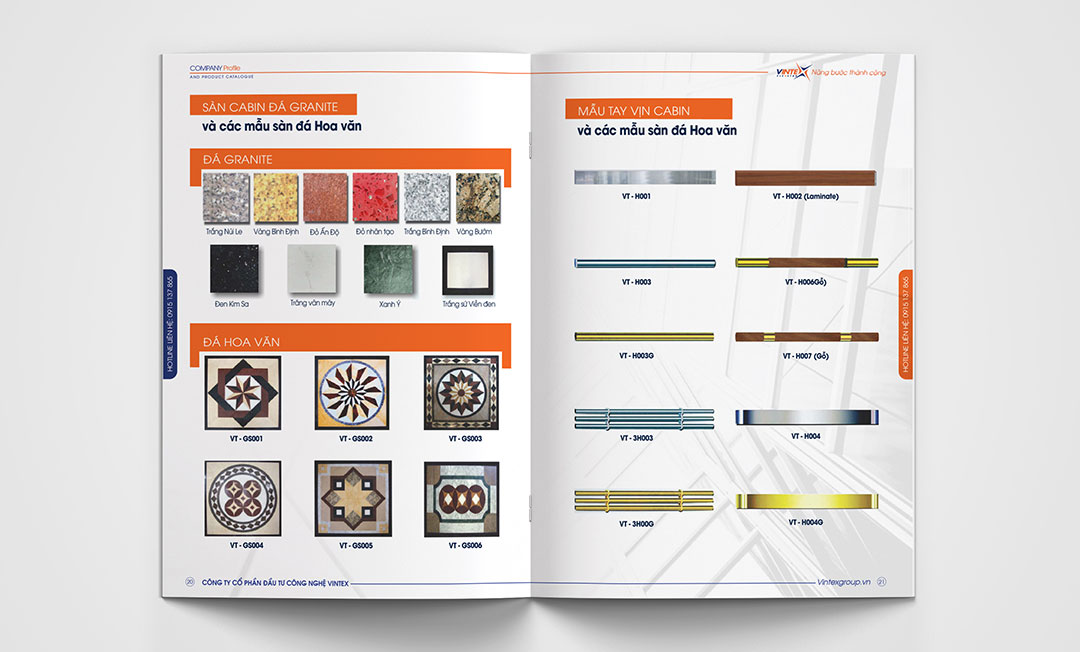 COMPANY Profile
AND PRODUCT CATALOGUE
SÀN CABIN ĐÁ GRANITE
và các mẫu sàn đá Hoa văn
ĐÁ GRANITE
Trắng Núi Le
Vàng Bình Định
Đỏ Ấn Độ
Đỏ nhân tạo
Trắng Bình Định
Vàng Bướm
Đen Kim Sa
Trăng vân mây
Xanh Ý
Trắng sứ Viền đen
ĐÁ HOA VĂN
VT - GS001
VT - GS002
VT - GS003
VT - GS004
VT - GS005
VT - GS006
HOTLINE LIÊN HỆ: 0915 137 865
20
CÔNG TY CỔ PHẦN ĐẦU TƯ CÔNG NGHỆ VINTEX
VINTEX
Nâng bước thành công
MẪU TAY VỊN CABIN
và các mẫu sàn đá Hoa văn
VT - H001
VT - H002 (Laminate)
VT - H003
VT - H006Gỗ)
VT - H003G
VT - H007 (Gỗ)
VT - 3H003
VT - H004
VT - 3H00G
VT - H004G
HOTLINE LIÊN HỆ: 0915 137 865
Vintexgroup.vn
21